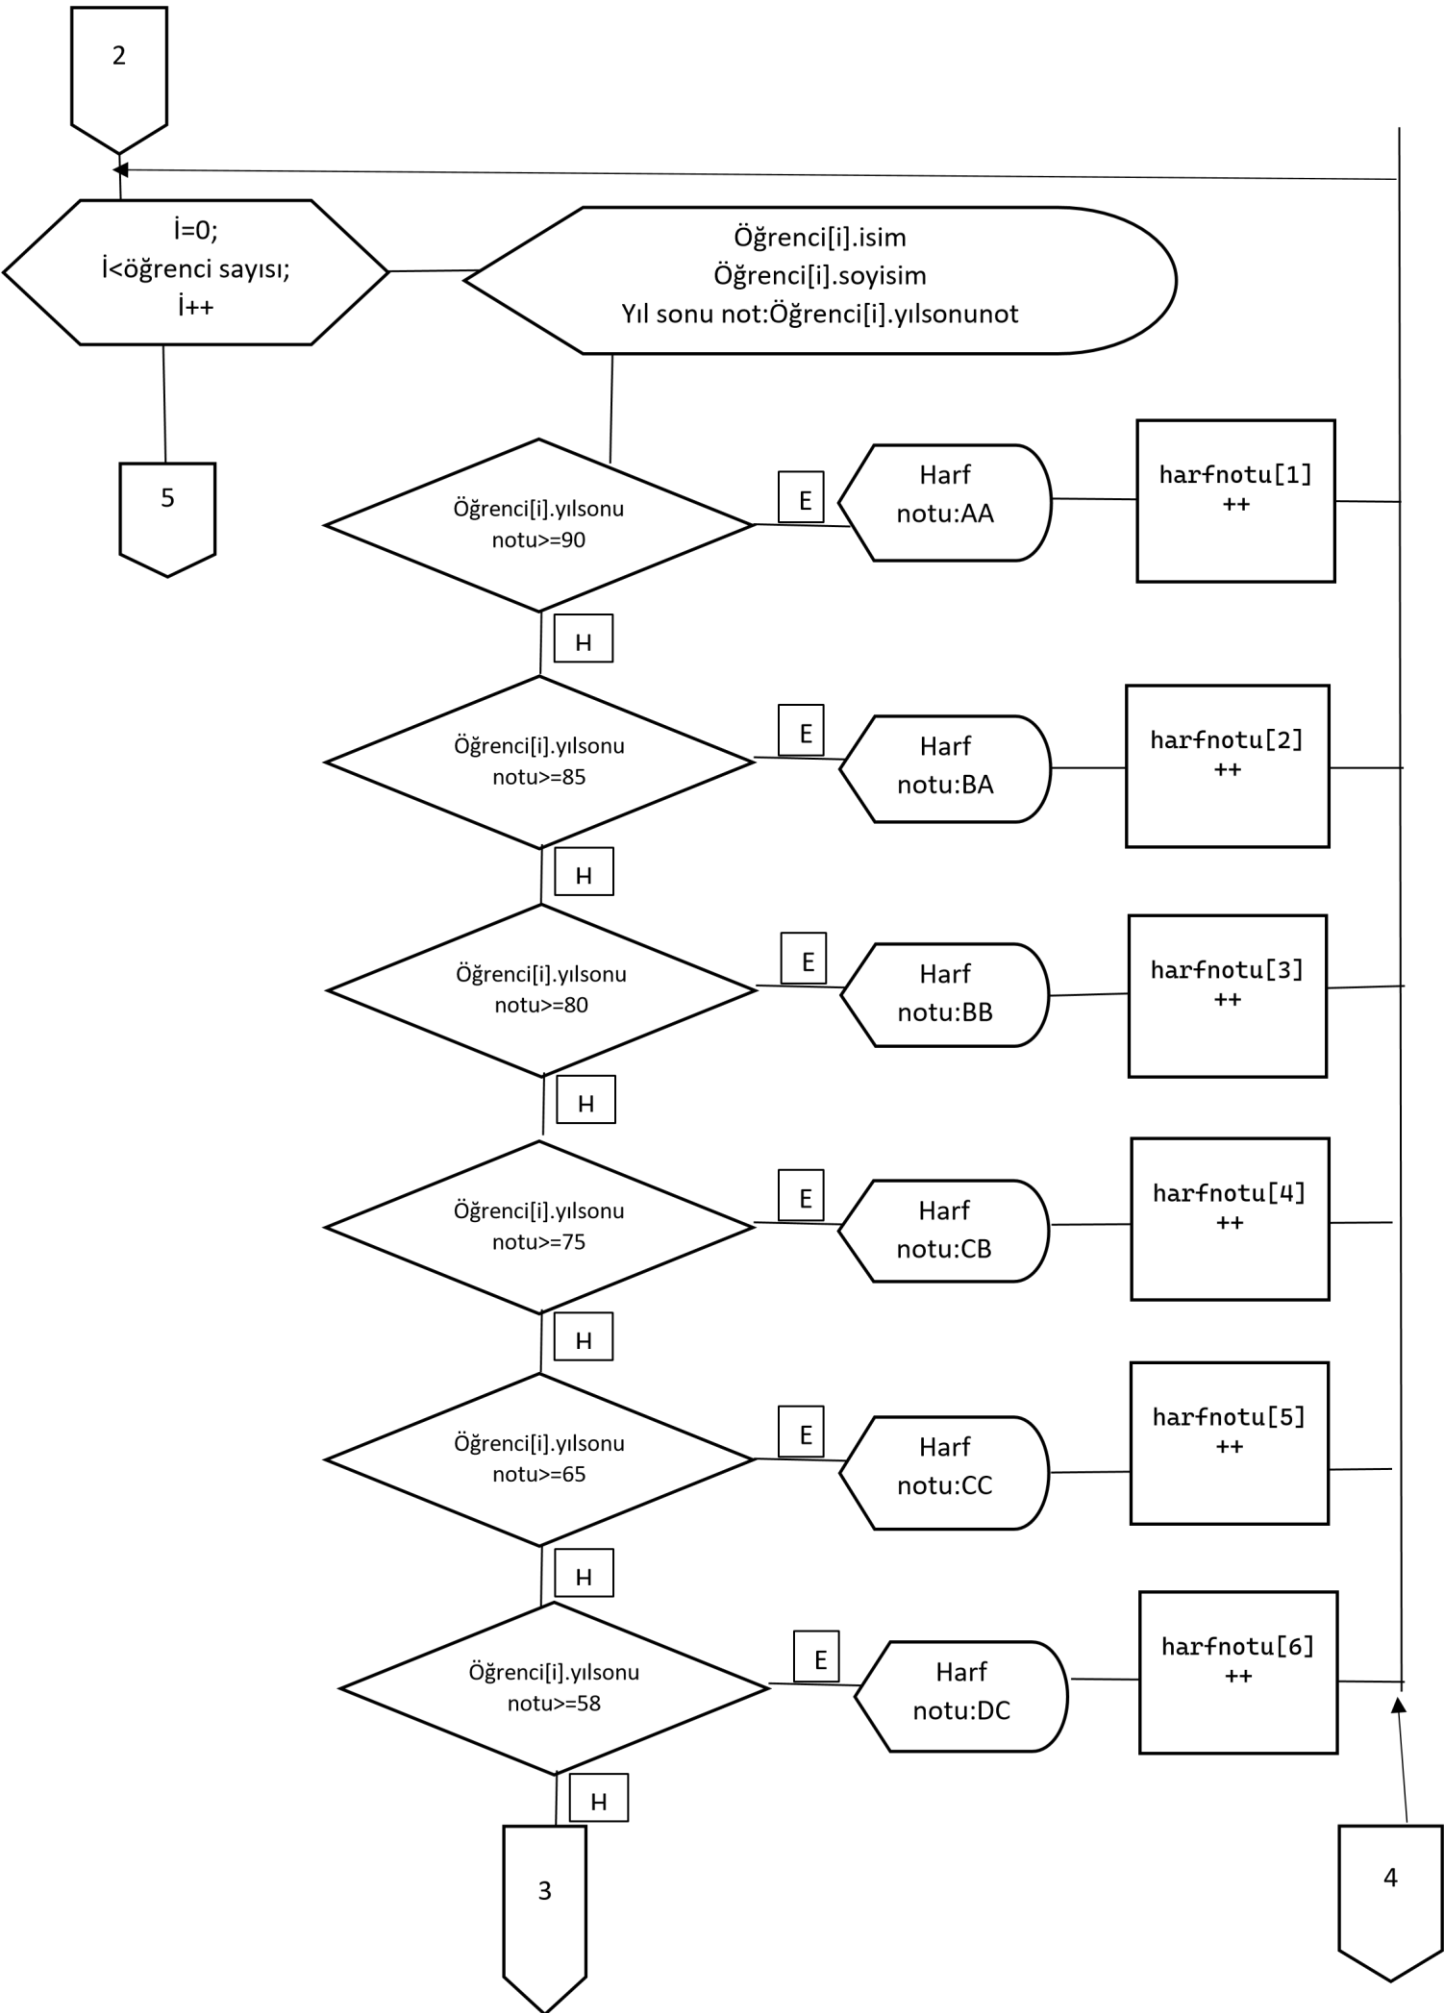 2
İ=0;
İ<öğrenci sayısı;
İ++
Öğrenci[i].isim
Öğrenci[i].soyisim
Yıl sonu not:Öğrenci[i].yılsonunot
5
Öğrenci[i].yılsonu
notu>=90
E
Harf
notu:AA
harfnotu[1]
++
H
Öğrenci[i].yılsonu
notu>=85
E
Harf
notu:BA
harfnotu[2]
++
H
Öğrenci[i].yılsonu
notu>=80
E
Harf
notu:BB
harfnotu[3]
++
H
Öğrenci[i].yılsonu
notu>=75
E
Harf
notu:CB
harfnotu[4]
++
H
Öğrenci[i].yılsonu
notu>=65
E
Harf
notu:CC
harfnotu[5]
++
H
Öğrenci[i].yılsonu
notu>=58
E
Harf
notu:DC
harfnotu[6]
++
H
3
4